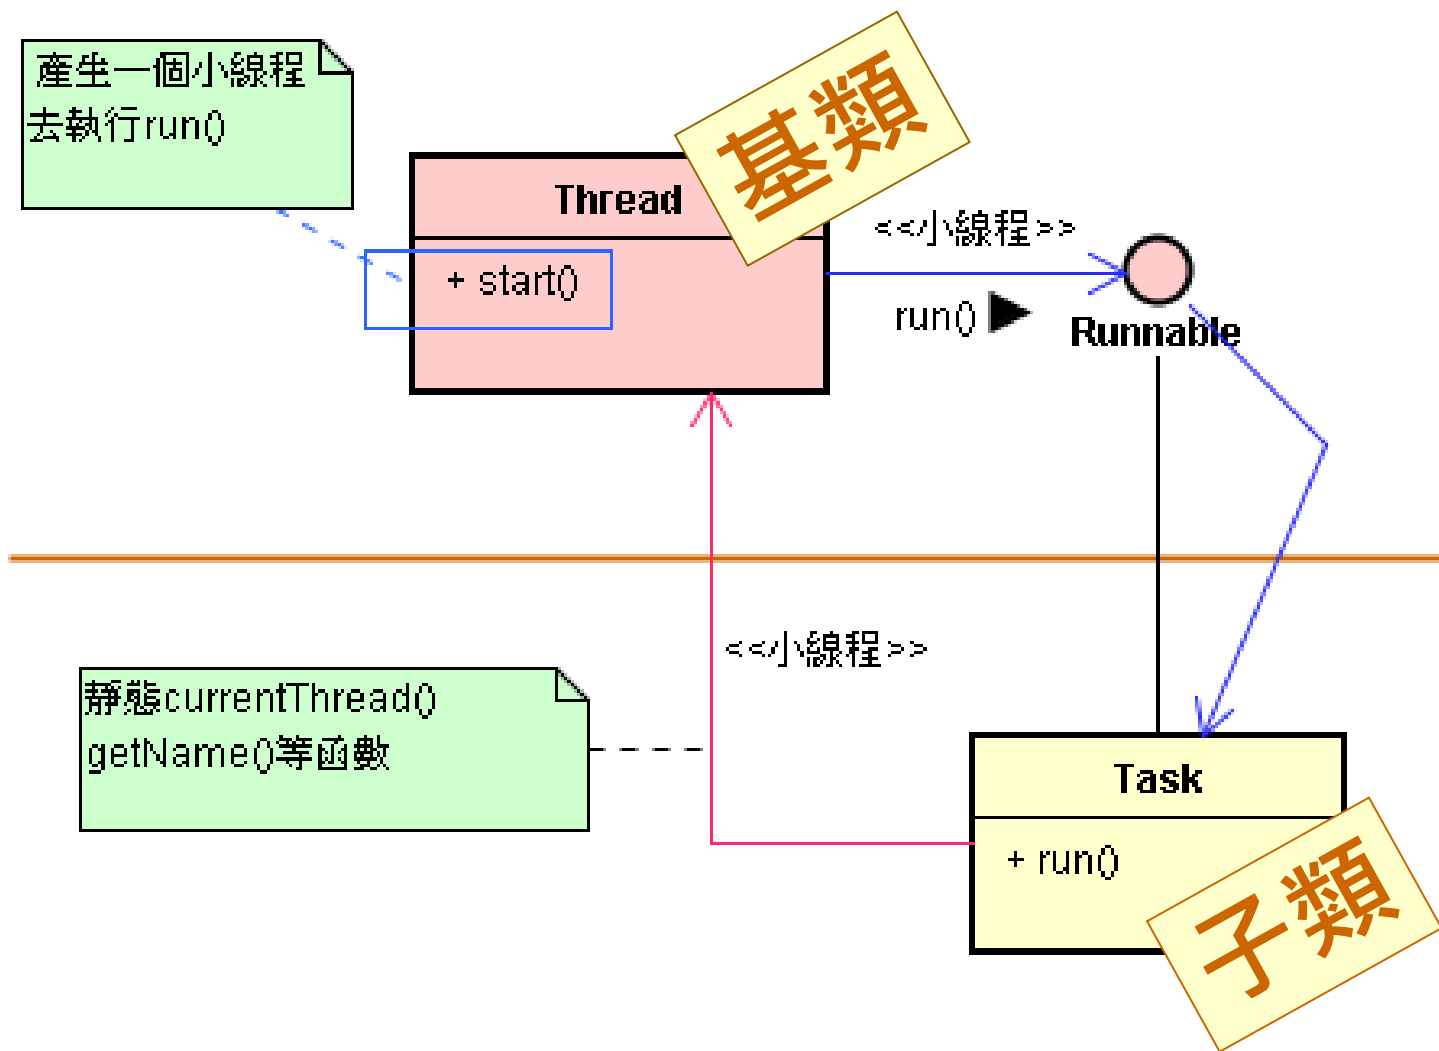 產生一個小線程
去執行run()
基類
Thread
+ start()
<<小線程>>
run()
Runnable
<<小線程>>
靜態currentThread()
getName()等函數
Task
+ run()
子類